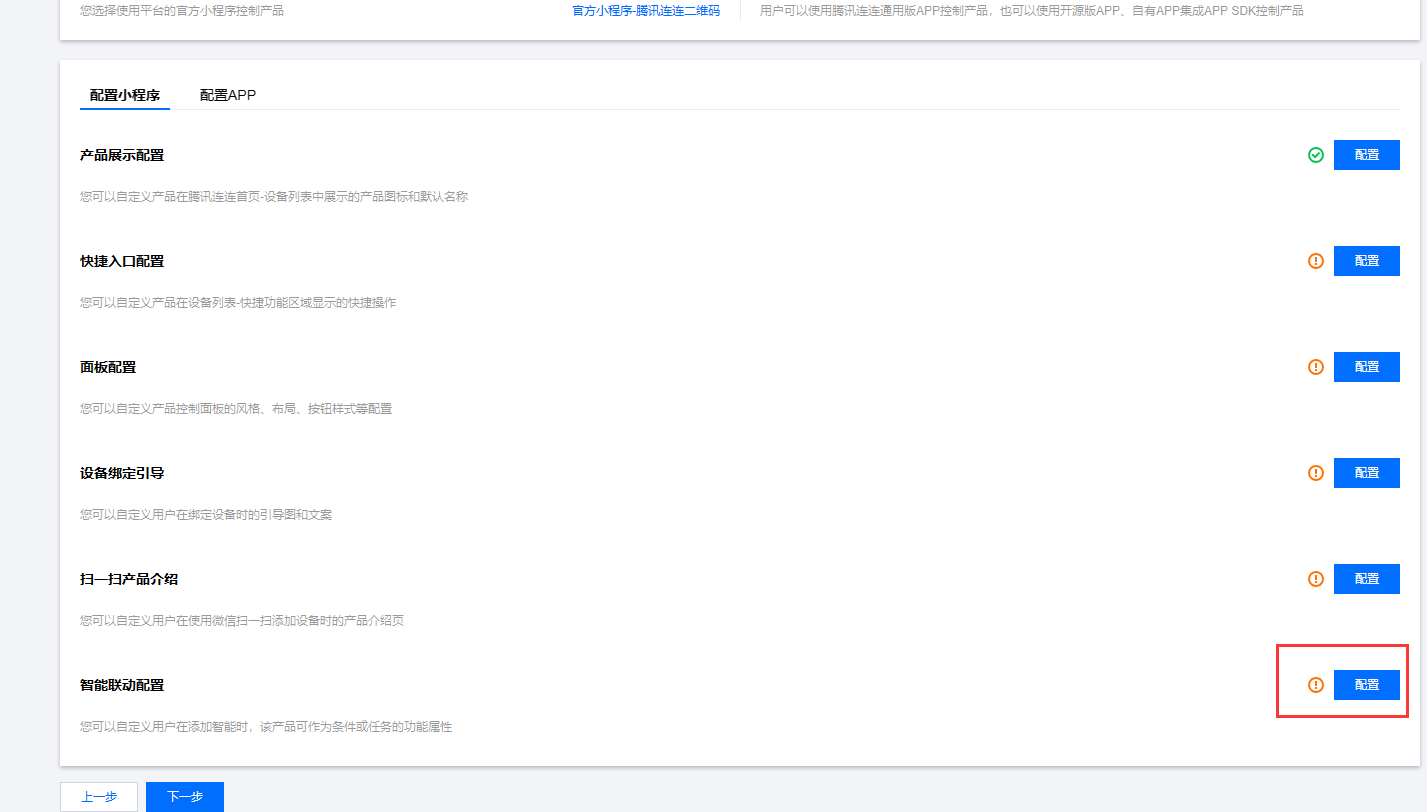 您选择使用平台的官方小程序控制产品 官方小程序-腾讯连连二维码 用户可以使用腾讯连连通用版APP控制产品，也可以使用开源版APP、自有APP集成APP SDK控制产品
配置小程序 配置APP
产品展示配置 配置
您可以自定义产品在腾讯连连首页-设备列表中展示的产品图标和默认名称
快捷入口配置 配置
您可以自定义产品在设备列表-快捷功能区域显示的快捷操作
面板配置 配置
您可以自定义产品控制面板的风格、布局、按钮样式等配置
设备绑定引导 配置
您可以自定义用户在绑定设备时的引导图和文案
扫一扫产品介绍 配置
您可以自定义用户在使用微信扫一扫添加设备时的产品介绍页
智能联动配置 配置
您可以自定义用户在添加智能时，该产品可作为条件或任务的功能属性
上一步 下一步